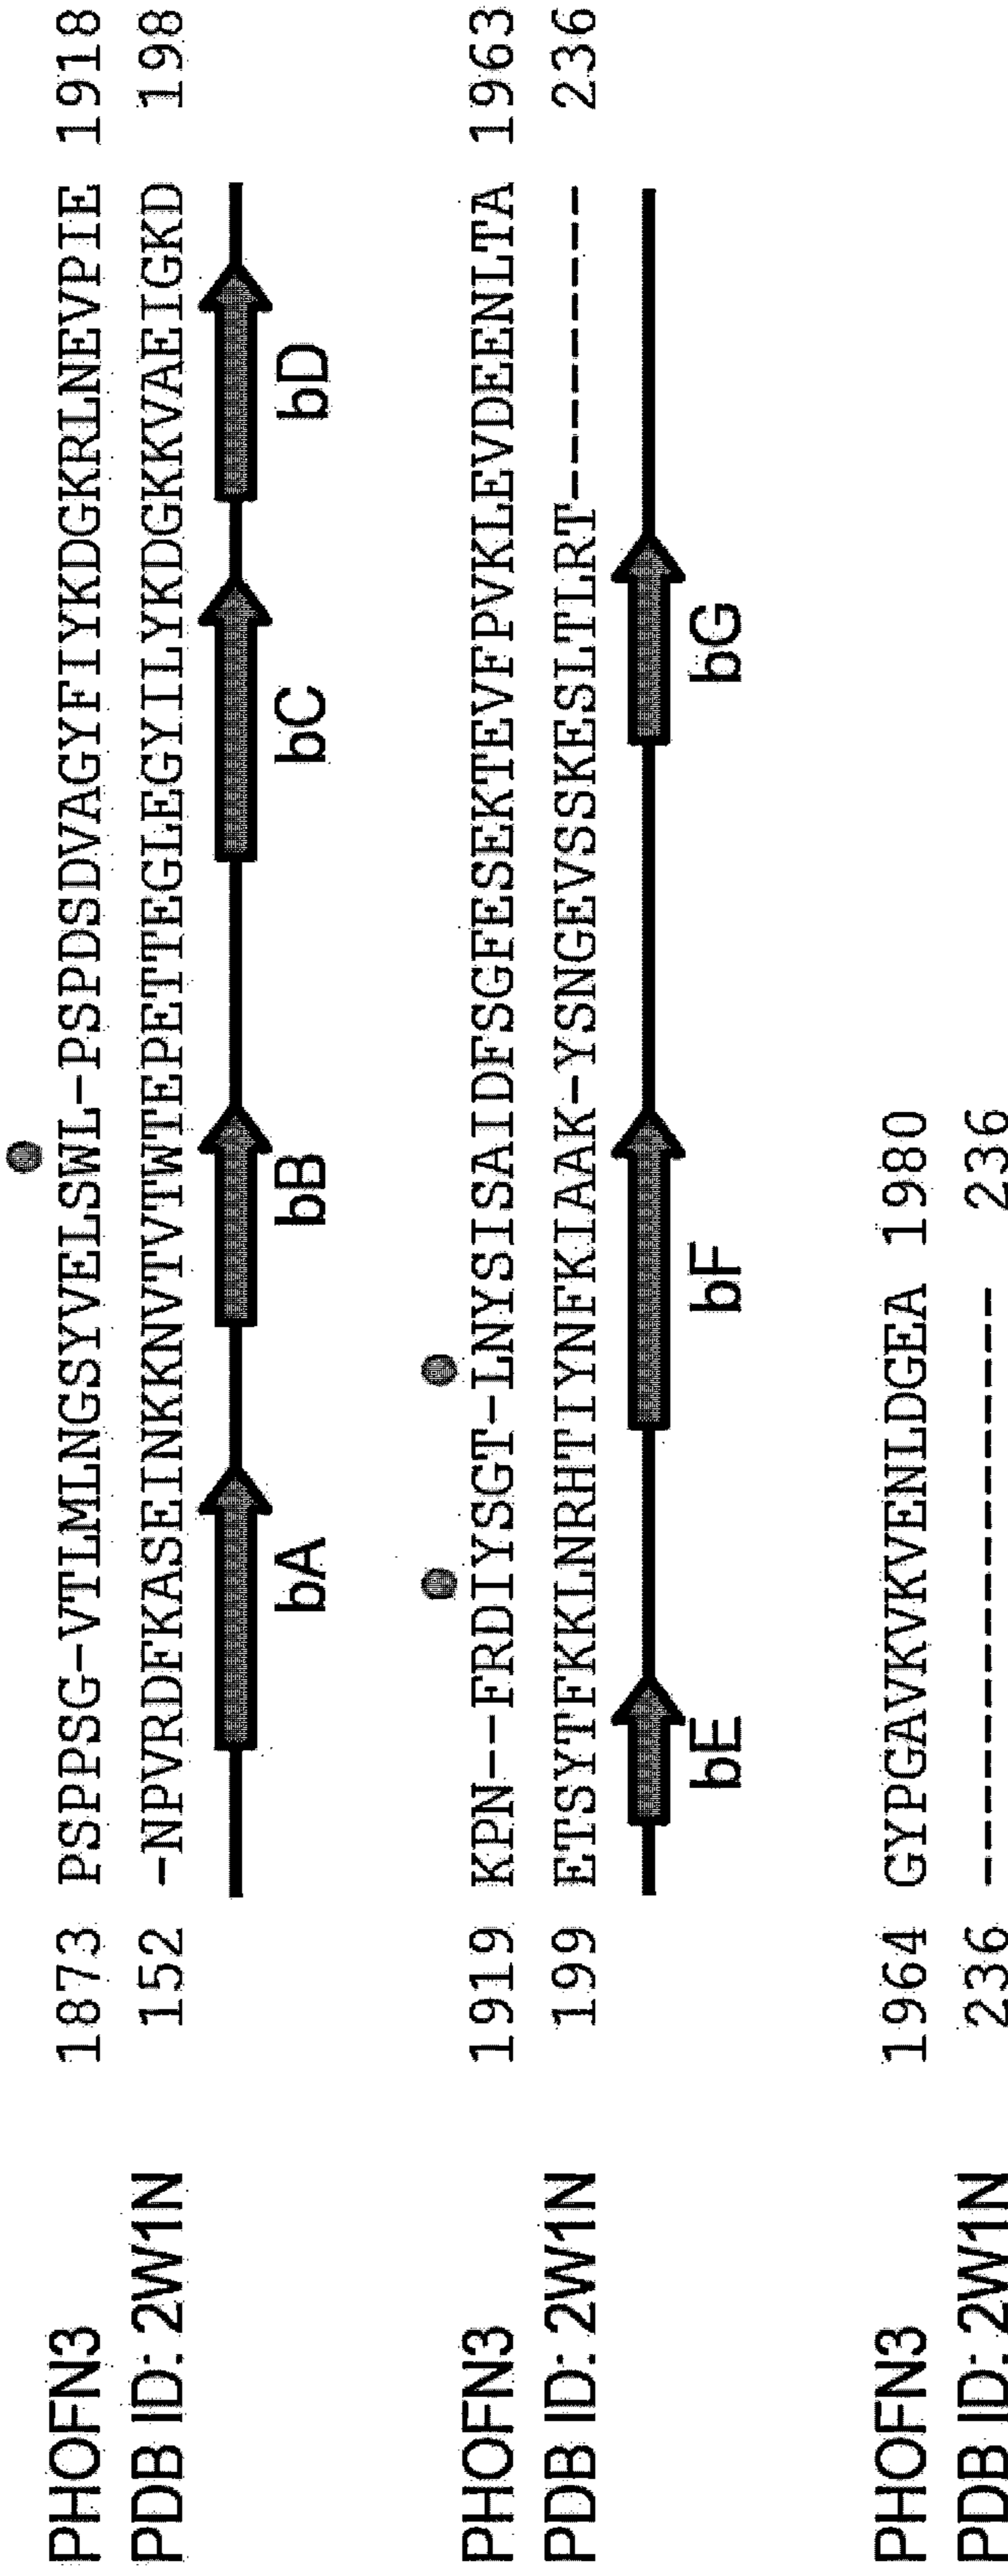 PHOFN3 1873 PSPPSG-VTLMLNGSYVELSWL-PSPDSDVAGYFIYKDGKRLNEVPIE 1918
PDB ID: 2W1N 152 -NPVRDFKASEINKKNVTVTWTEPETTEGLEGYILYKDGKKVAEIGKD 198
bA bB bC bD
PHOFN3 1919 KPN--FRDIYSGT-LNYSISAIDFSGFESEKTEVFPVKLEVDEENLTA 1963
PDB ID: 2W1N 199 ETSYTFKKLNRHTIYNFKIAAK-YSNGEVSSKESLTLRT--------- 236
bE bF bG
PHOFN3 1964 GYPGAVKVKVENLDGEA 1980
PDB ID: 2W1N 236 ----------------- 236